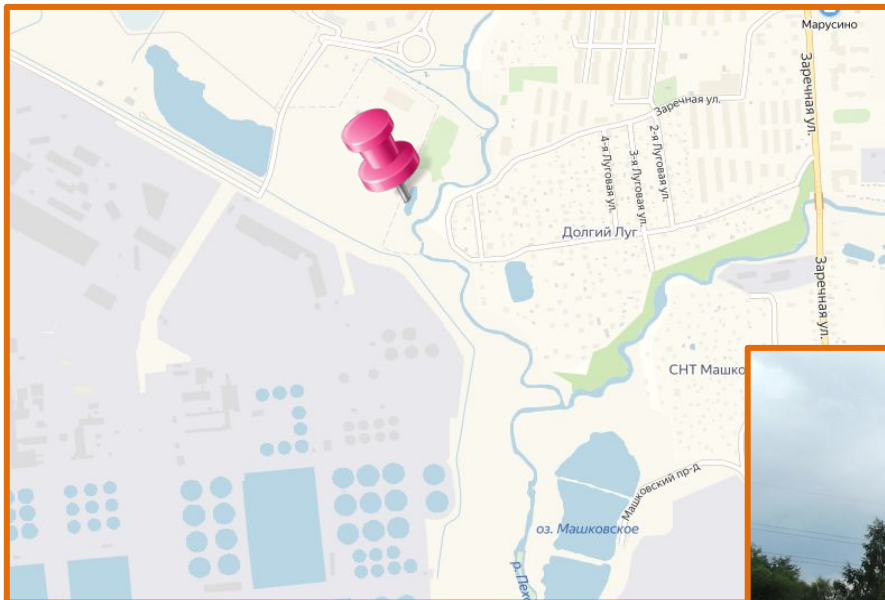 Марусино
Заречная ул.
Заречная ул.
2-я Луговая ул.
3-я Луговая ул.
4-я Луговая ул.
Долгий Луг
Заречная ул.
СНТ Машко
Машковский пр-д
оз. Машковское
р. Пехо